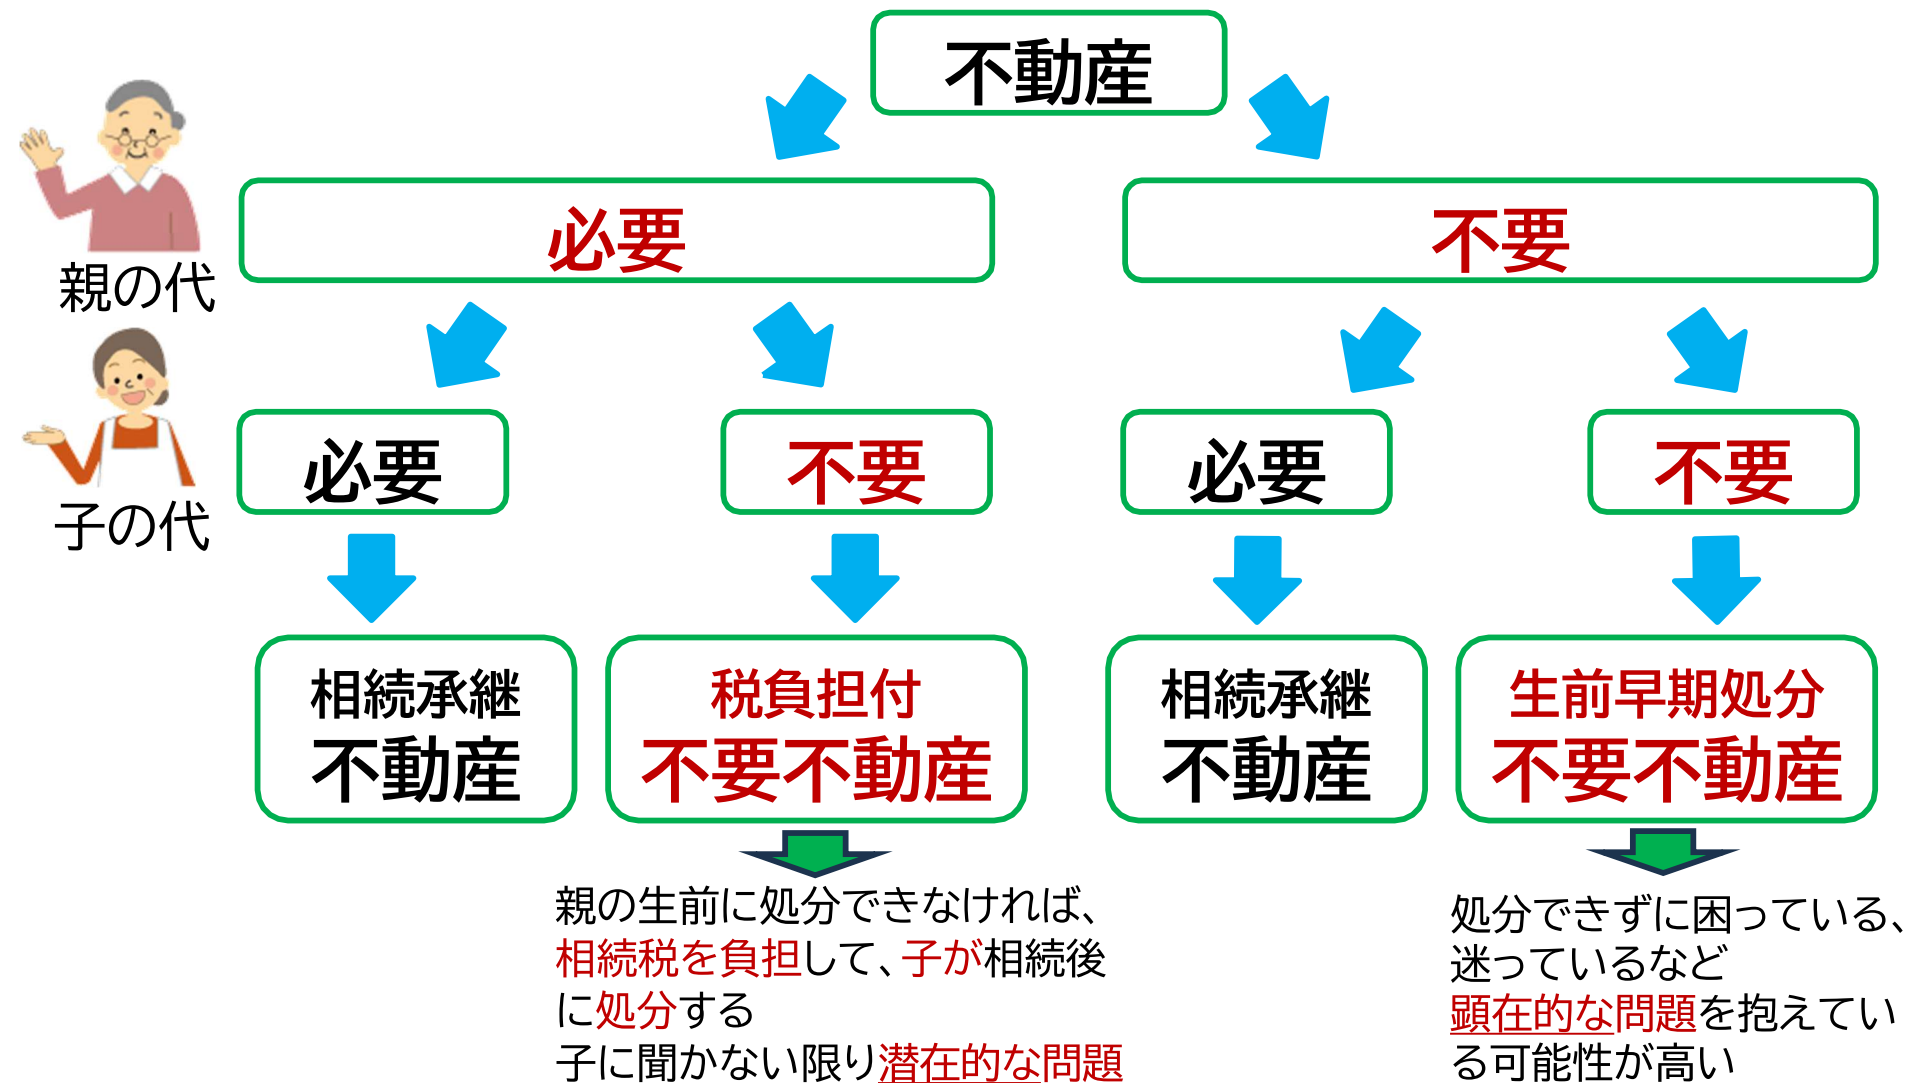 不動産
必要
不要
親の代
必要
不要
必要
不要
子の代
相続承継
不動産
税負担付
不要不動産
相続承継
不動産
生前早期処分
不要不動産
親の生前に処分できなければ、
相続税を負担して、子が相続後
に処分する
子に聞かない限り潜在的な問題
処分できずに困っている、
迷っているなど
顕在的な問題を抱えてい
る可能性が高い